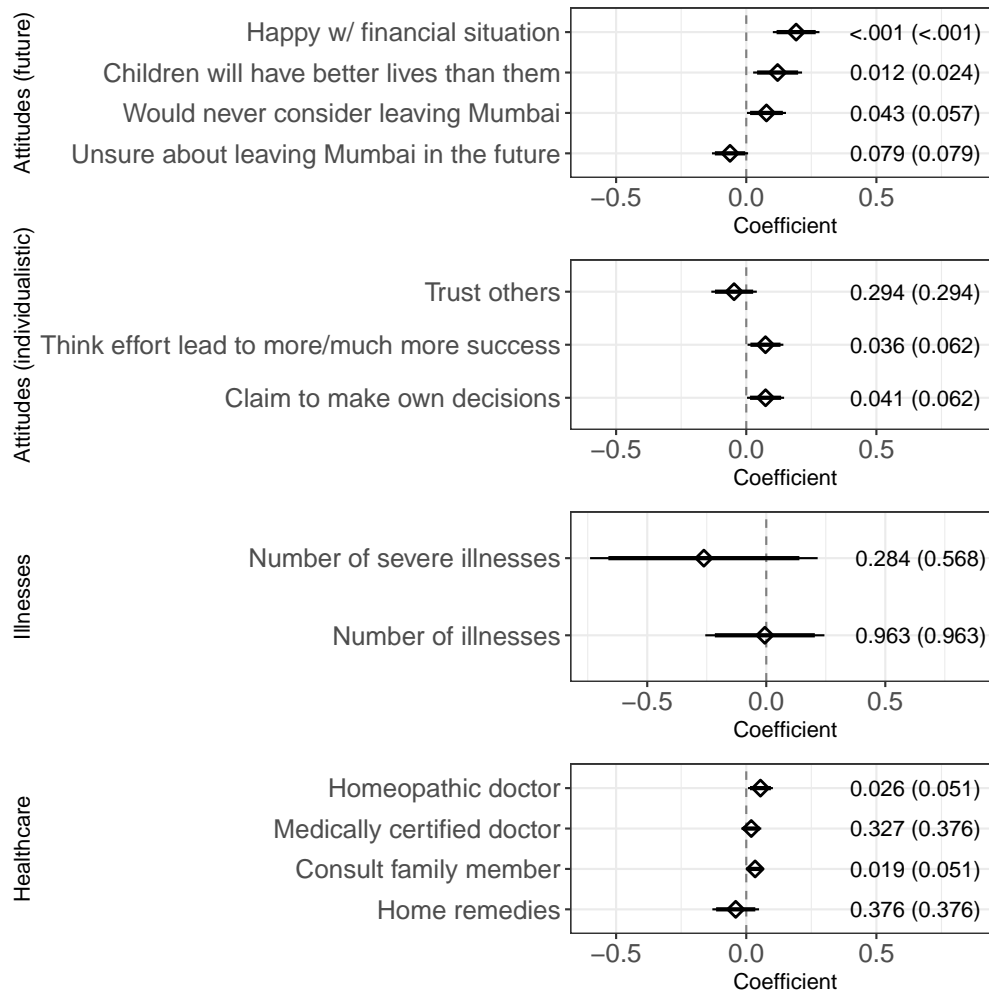 Attitudes (future)
Happy w/ financial situation <.001 (<.001)
Children will have better lives than them 0.012 (0.024)
Would never consider leaving Mumbai 0.043 (0.057)
Unsure about leaving Mumbai in the future 0.079 (0.079)
−0.5 0.0 0.5
Coefficient
Attitudes (individualistic)
Trust others 0.294 (0.294)
Think effort lead to more/much more success 0.036 (0.062)
Claim to make own decisions 0.041 (0.062)
−0.5 0.0 0.5
Coefficient
Illnesses
Number of severe illnesses 0.284 (0.568)
Number of illnesses 0.963 (0.963)
−0.5 0.0 0.5
Coefficient
Healthcare
Homeopathic doctor 0.026 (0.051)
Medically certified doctor 0.327 (0.376)
Consult family member 0.019 (0.051)
Home remedies 0.376 (0.376)
−0.5 0.0 0.5
Coefficient